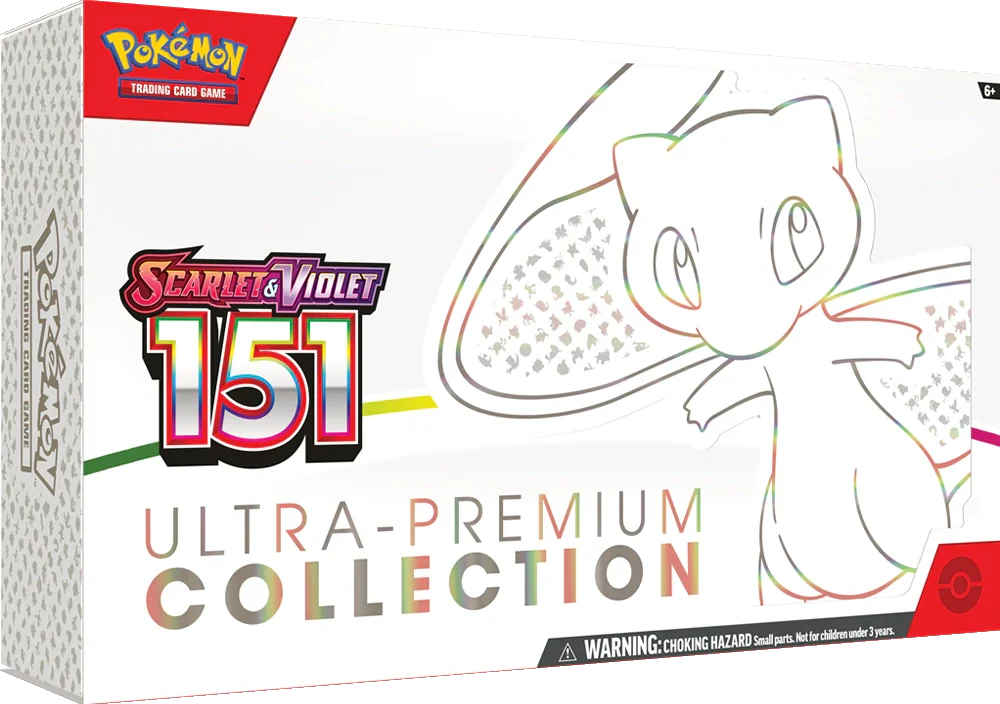 POKéMON
TRADING CARD GAME
6+
POKéMON
TRADING CARD GAME
SCARLET & VIOLET
151
ULTRA-PREMIUM
COLLECTION
WARNING: CHOKING HAZARD Small parts. Not for children under 3 years.